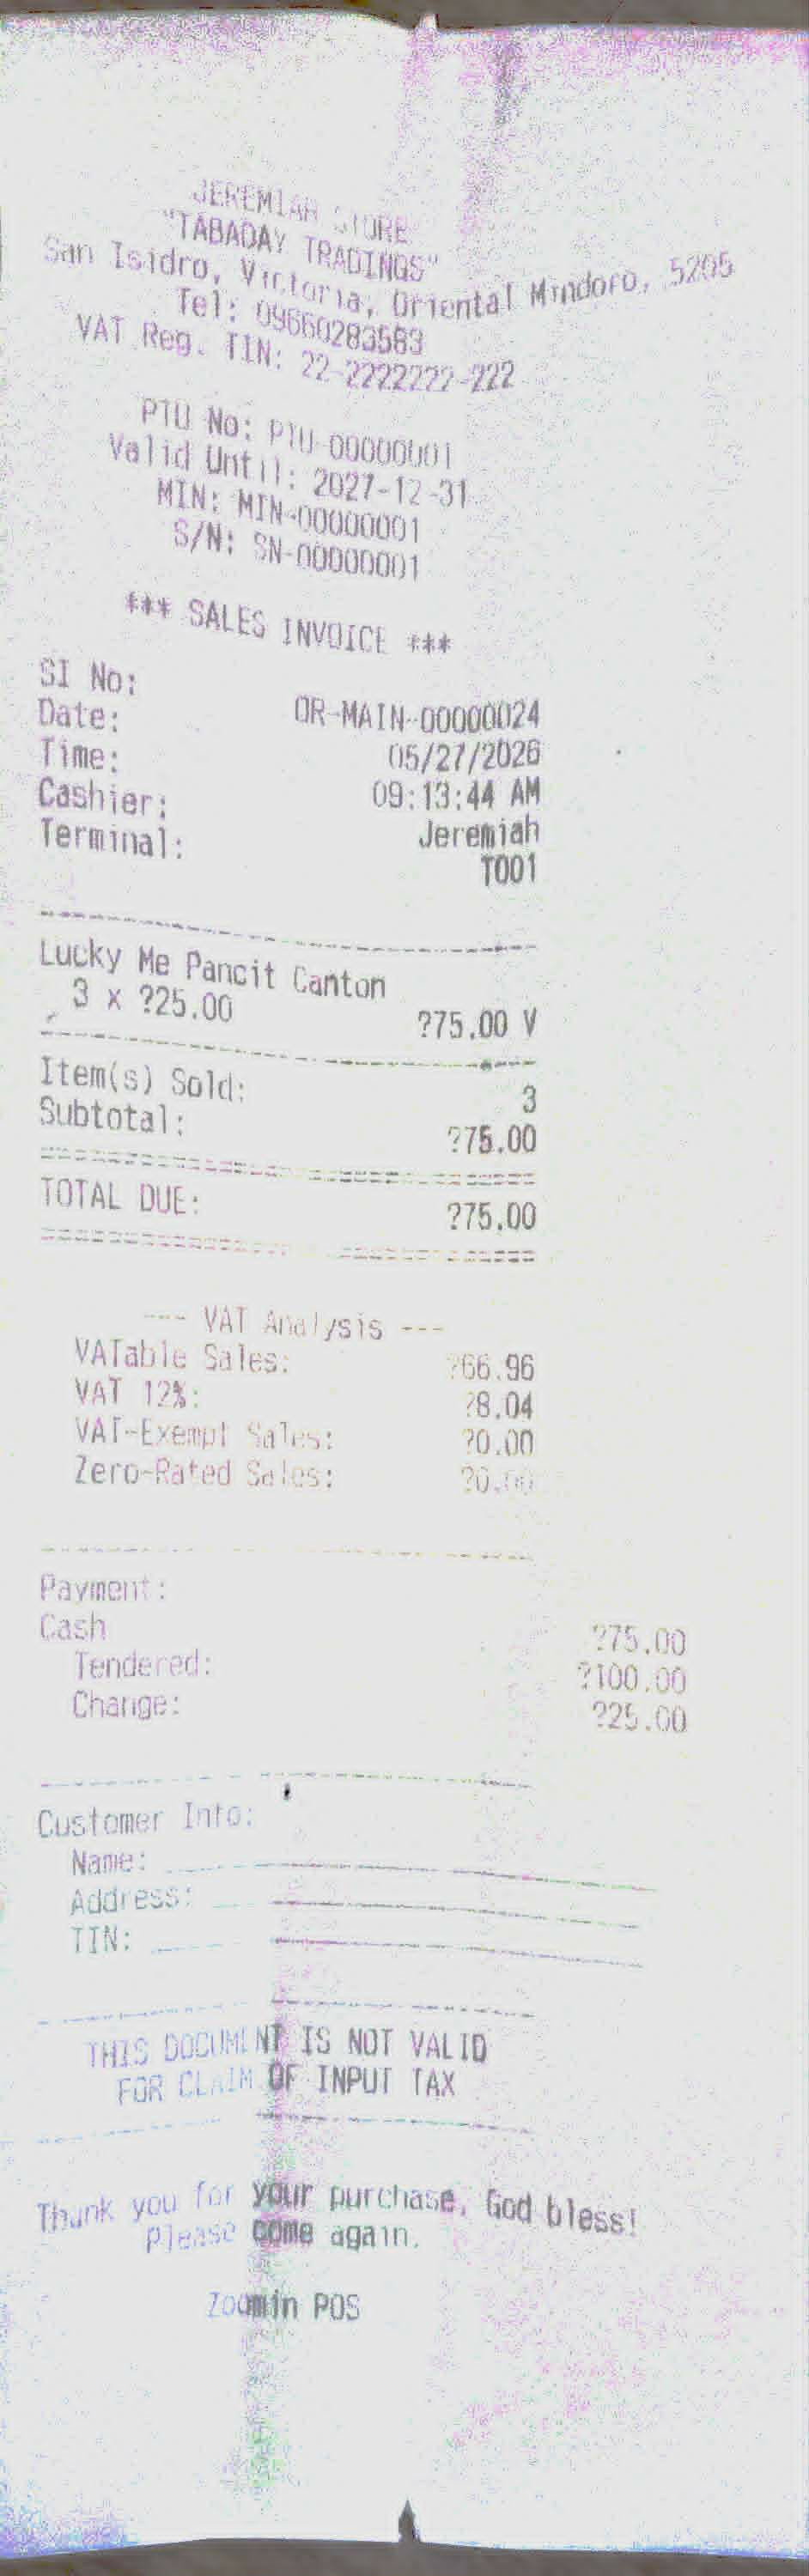 JEREMIAH STORE
"TABADAY TRADINGS"
San Isidro, Victoria, Oriental Mindoro, 5205
Tel: 09660283583
VAT Reg. TIN: 22-2222222-222
PTU No: PTU-00000001
Valid Until: 2027-12-31
MIN: MIN-00000001
S/N: SN-00000001
*** SALES INVOICE ***
SI No: OR-MAIN-00000024
Date: 05/27/2026
Time: 09:13:44 AM
Cashier: Jeremiah
Terminal: T001
Lucky Me Pancit Canton
3 x ?25.00 ?75.00 V
Item(s) Sold: 3
Subtotal: ?75.00
TOTAL DUE: ?75.00
--- VAT Analysis ---
VATable Sales: ?66.96
VAT 12%: ?8.04
VAT-Exempt Sales: ?0.00
Zero-Rated Sales: ?0.00
Payment:
Cash ?75.00
Tendered: ?100.00
Change: ?25.00
Customer Info:
Name:
Address:
TIN:
THIS DOCUMENT IS NOT VALID
FOR CLAIM OF INPUT TAX
Thank you for your purchase, God bless!
Please come again.
Zoomin POS